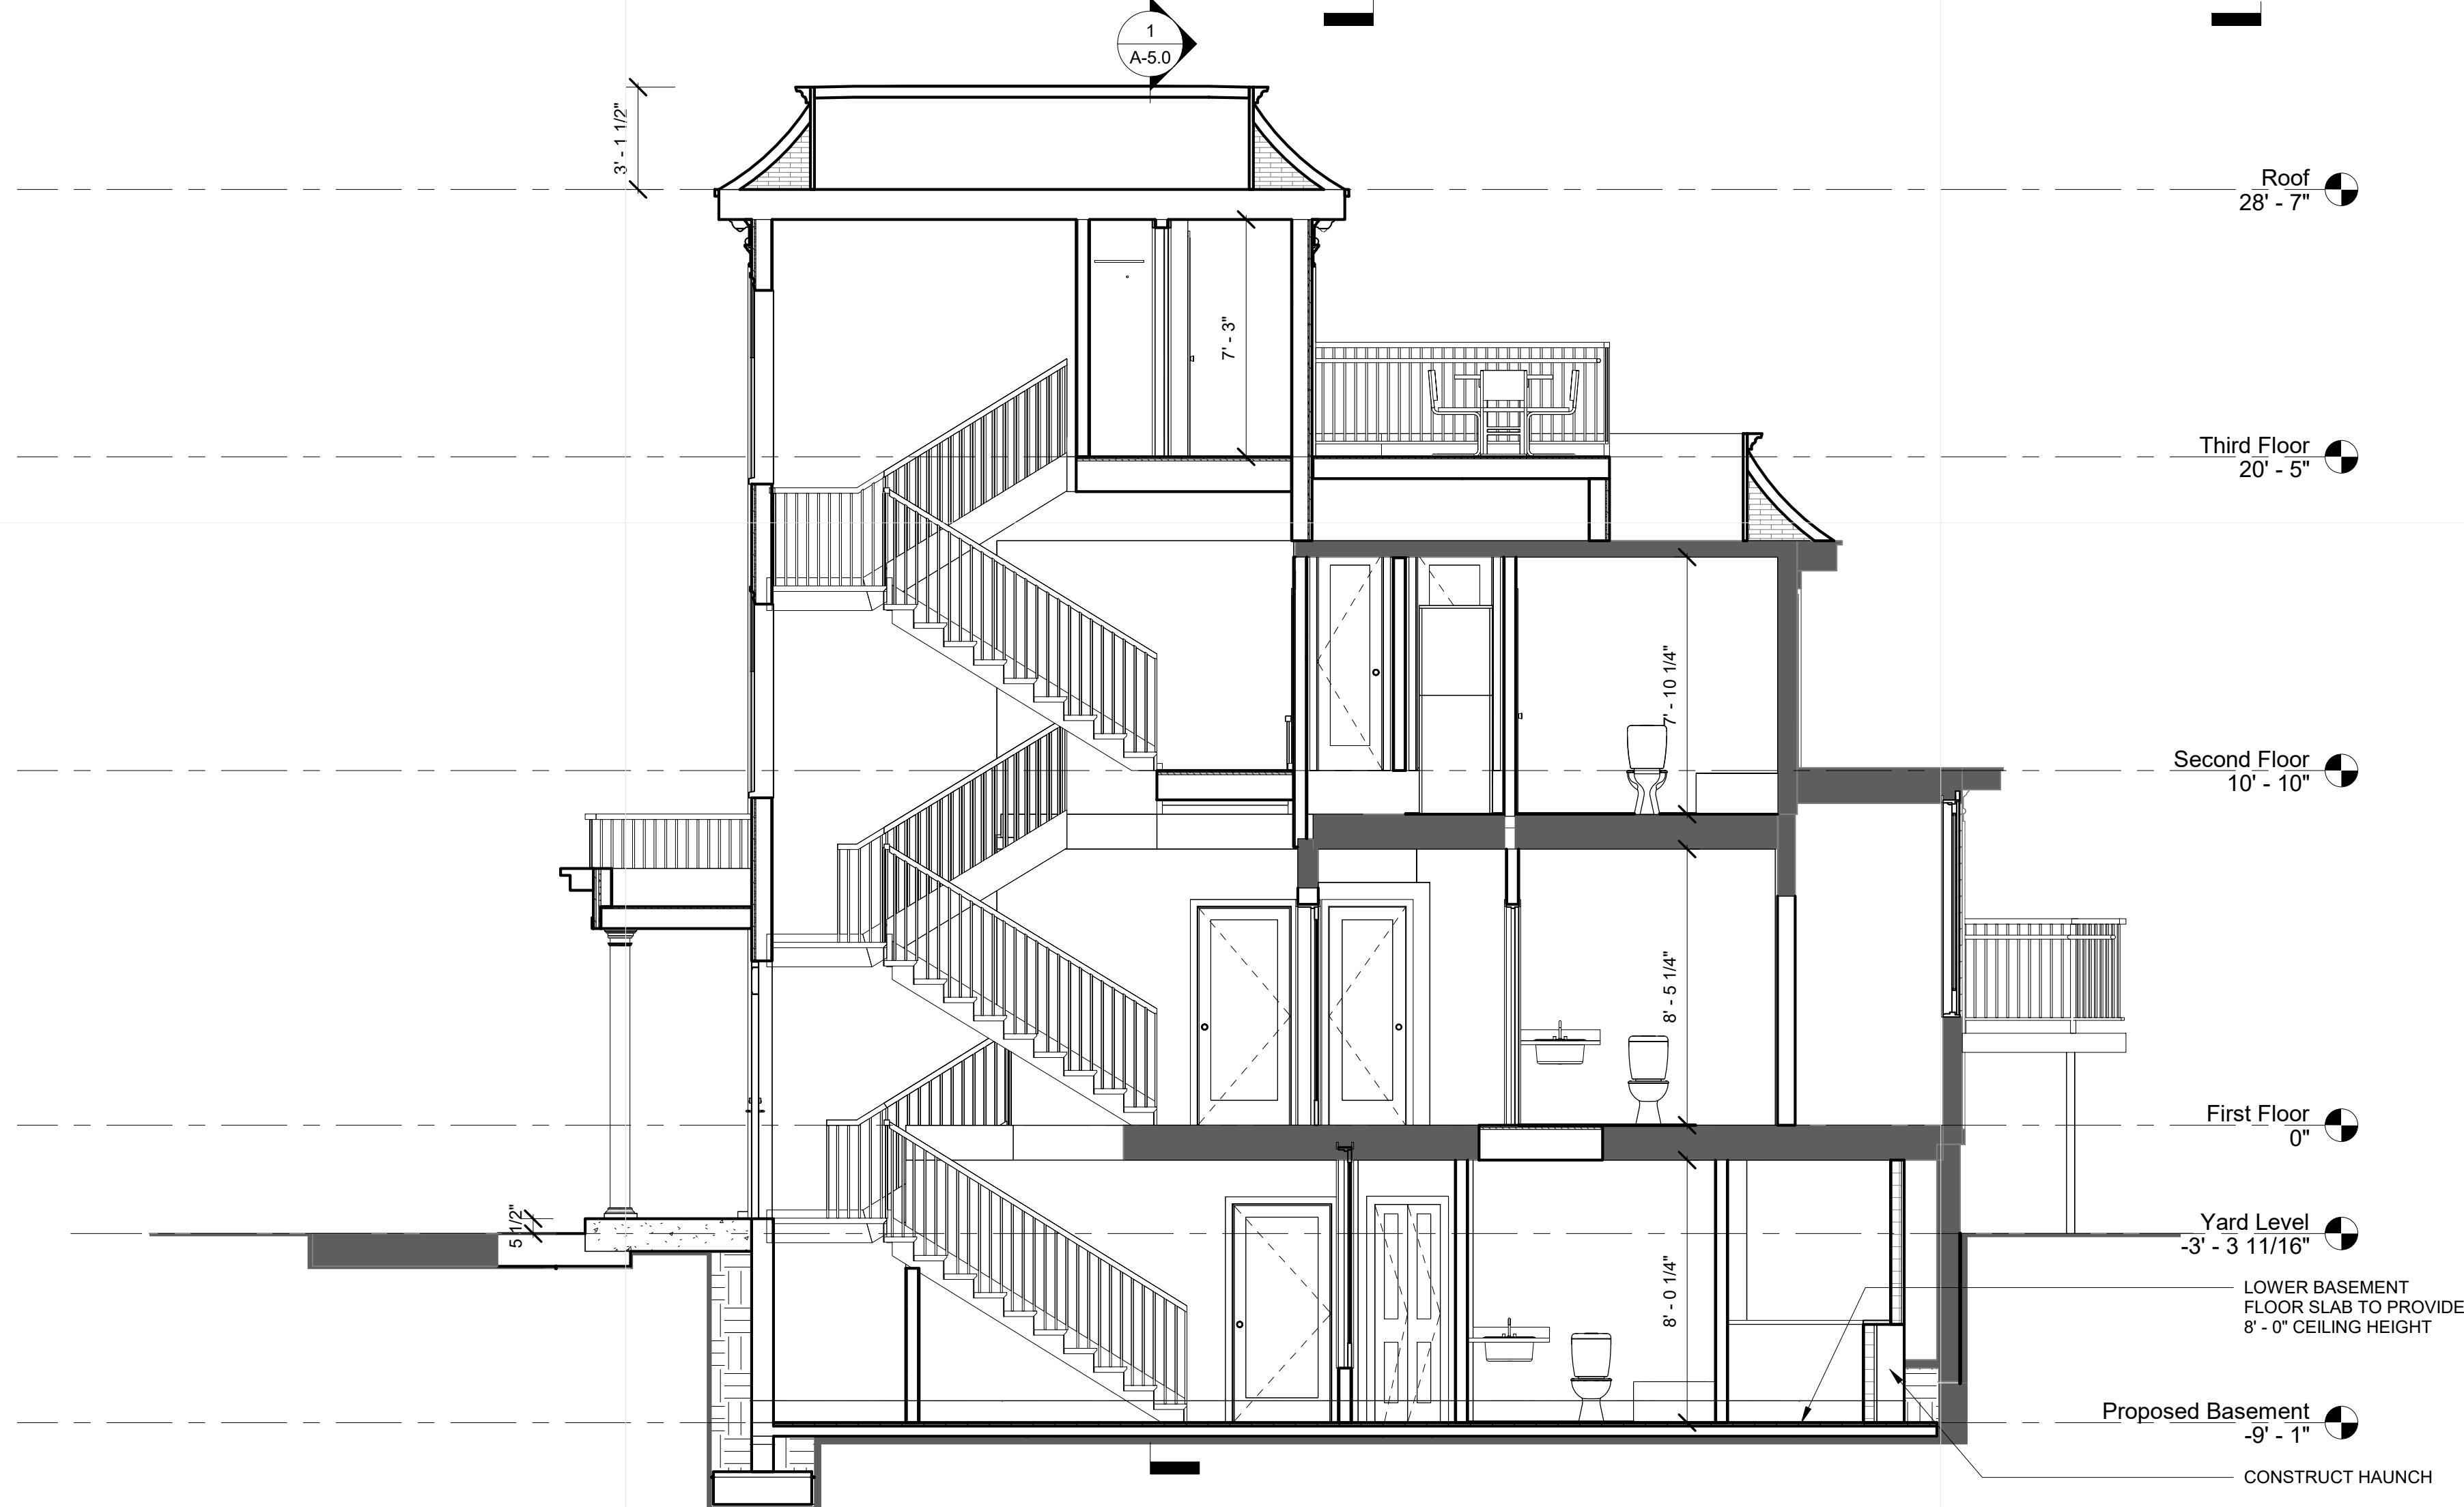 1
A-5.0
3' - 1 1/2"
Roof
28' - 7"
7' - 3"
Third Floor
20' - 5"
7' - 10 1/4"
Second Floor
10' - 10"
8' - 5 1/4"
First Floor
0"
5 1/2"
Yard Level
-3' - 3 11/16"
8' - 0 1/4"
LOWER BASEMENT
FLOOR SLAB TO PROVIDE
8' - 0" CEILING HEIGHT
Proposed Basement
-9' - 1"
CONSTRUCT HAUNCH